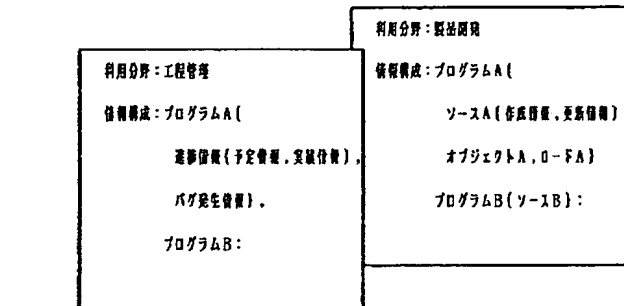 利用分野：工程管理
情報構成：プログラムA{
進捗情報{予定情報，実績情報}，
バグ発生情報}，
プログラムB：
利用分野：製品開発
情報構成：プログラムA{
ソースA{作成情報，更新情報}
オブジェクトA，ロードA}
プログラムB{ソースB}：